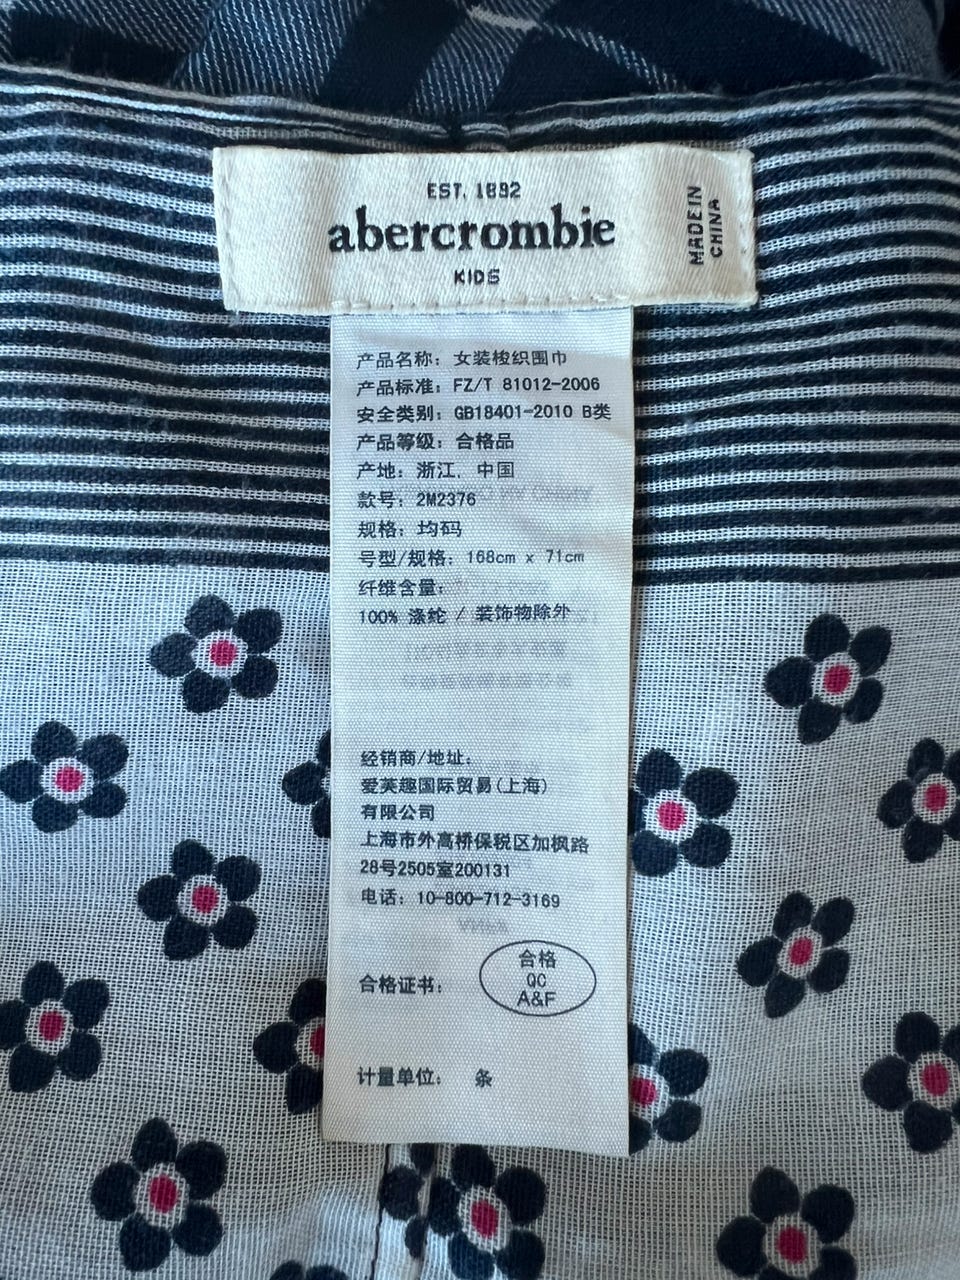 EST. 1892
abercrombie
KIDS
MADE IN
CHINA
产品名称: 女装梭织围巾
产品标准: FZ/T 81012-2006
安全类别: GB18401-2010 B类
产品等级: 合格品
产地: 浙江, 中国
款号: 2M2376
规格: 均码
号型/规格: 168cm x 71cm
纤维含量:
100% 涤纶 / 装饰物除外
经销商/地址:
爱芙趣国际贸易(上海)
有限公司
上海市外高桥保税区加枫路
28号2505室200131
电话: 10-800-712-3169
合格证书:
合格
QC
A&F
计量单位: 条